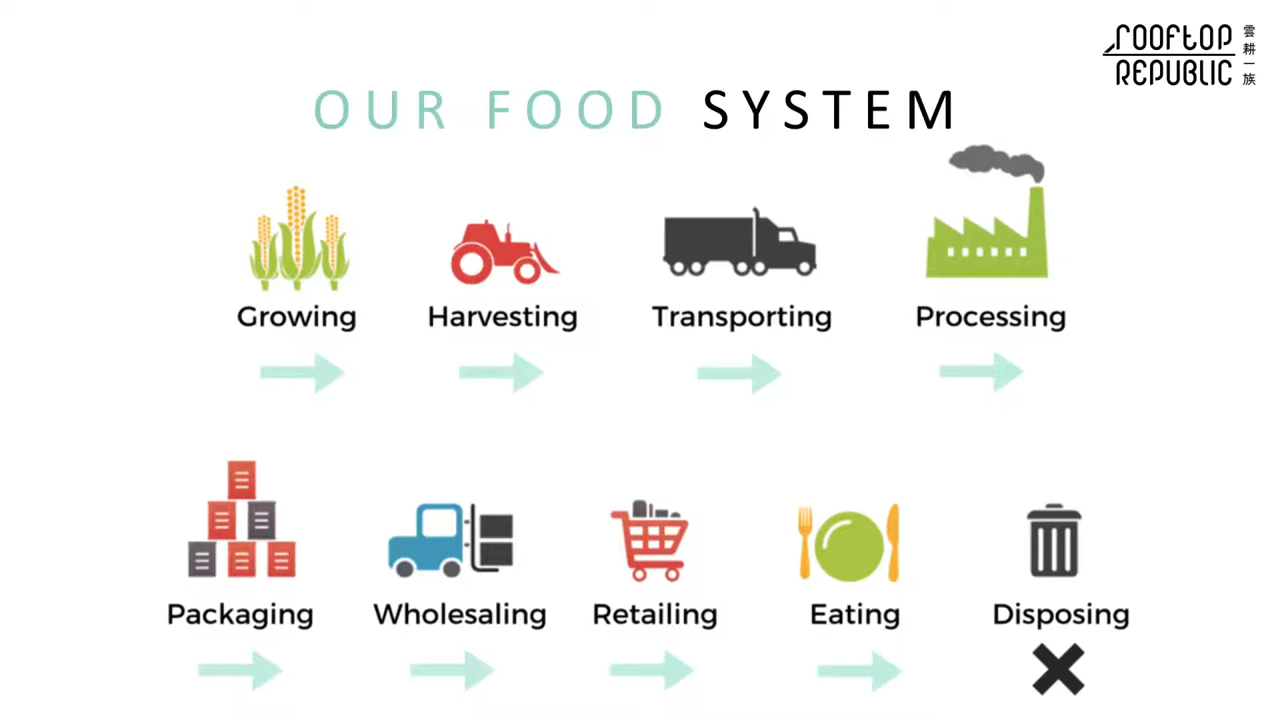 rooftop
REPUBLIC
雲耕一族
OUR FOOD SYSTEM
Growing
Harvesting
Transporting
Processing
Packaging
Wholesaling
Retailing
Eating
Disposing